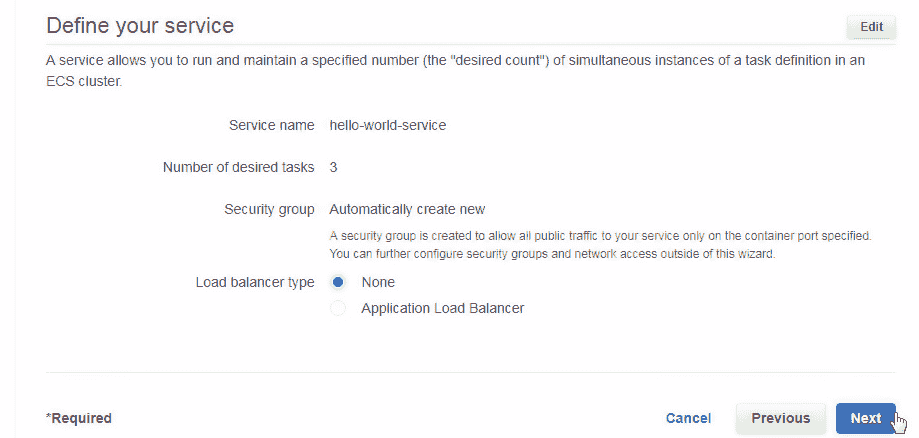 Define your service
Edit
A service allows you to run and maintain a specified number (the "desired count") of simultaneous instances of a task definition in an
ECS cluster.
Service name hello-world-service
Number of desired tasks 3
Security group Automatically create new
A security group is created to allow all public traffic to your service only on the container port specified.
You can further configure security groups and network access outside of this wizard.
Load balancer type None
Application Load Balancer
*Required Cancel Previous Next